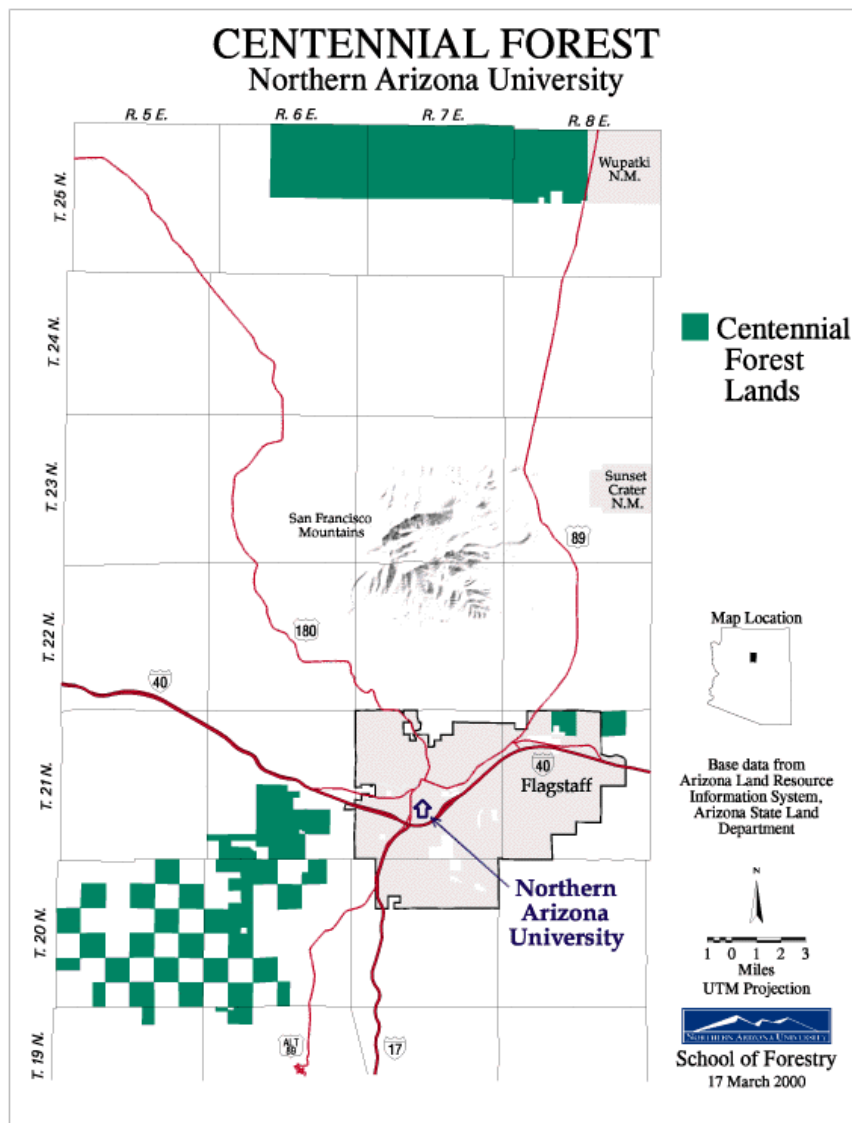 CENTENNIAL FOREST
Northern Arizona University
R. 5 E.
R. 6 E.
R. 7 E.
R. 8 E.
Wupatki
N.M.
T. 25 N.
T. 24 N.
Centennial
Forest
Lands
T. 23 N.
San Francisco
Mountains
Sunset
Crater
N.M.
89
T. 22 N.
180
40
Map Location
T. 21 N.
40
Flagstaff
Base data from
Arizona Land Resource
Information System,
Arizona State Land
Department
Northern
Arizona
University
T. 20 N.
N
1 0 1 2 3
Miles
UTM Projection
T. 19 N.
ALT
89
17
NORTHERN ARIZONA UNIVERSITY
School of Forestry
17 March 2000